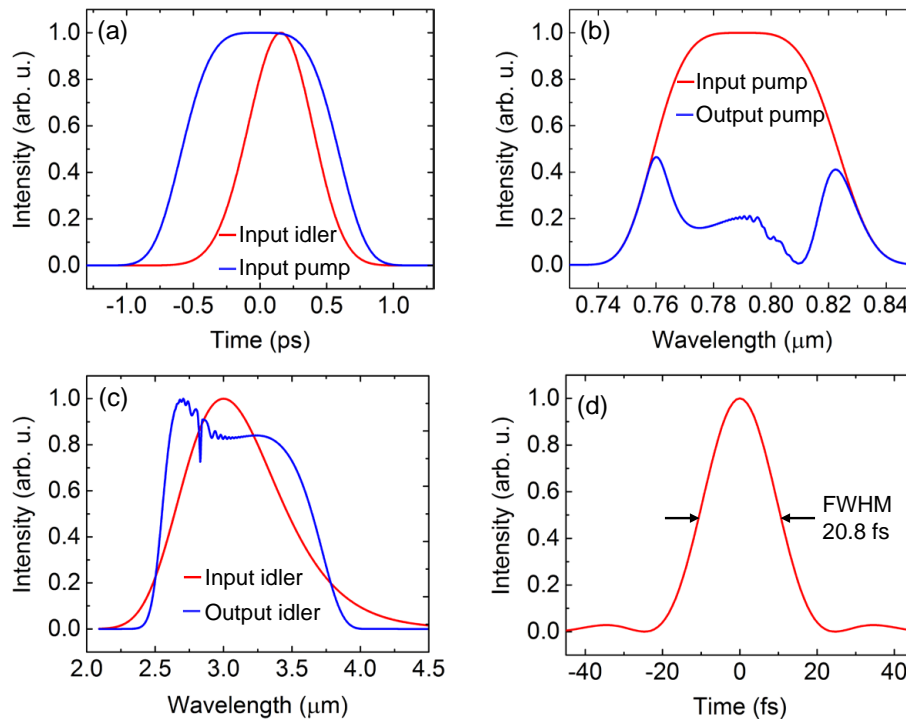 (a)
Intensity (arb. u.)
1.0
0.8
0.6
0.4
0.2
0.0
Input idler
Input pump
-1.0 -0.5 0.0 0.5 1.0
Time (ps)
(b)
Intensity (arb. u.)
1.0
0.8
0.6
0.4
0.2
0.0
Input pump
Output pump
0.74 0.76 0.78 0.80 0.82 0.84
Wavelength (μm)
(c)
Intensity (arb. u.)
1.0
0.8
0.6
0.4
0.2
0.0
Input idler
Output idler
2.0 2.5 3.0 3.5 4.0 4.5
Wavelength (μm)
(d)
Intensity (arb. u.)
1.0
0.8
0.6
0.4
0.2
0.0
FWHM
20.8 fs
-40 -20 0 20 40
Time (fs)